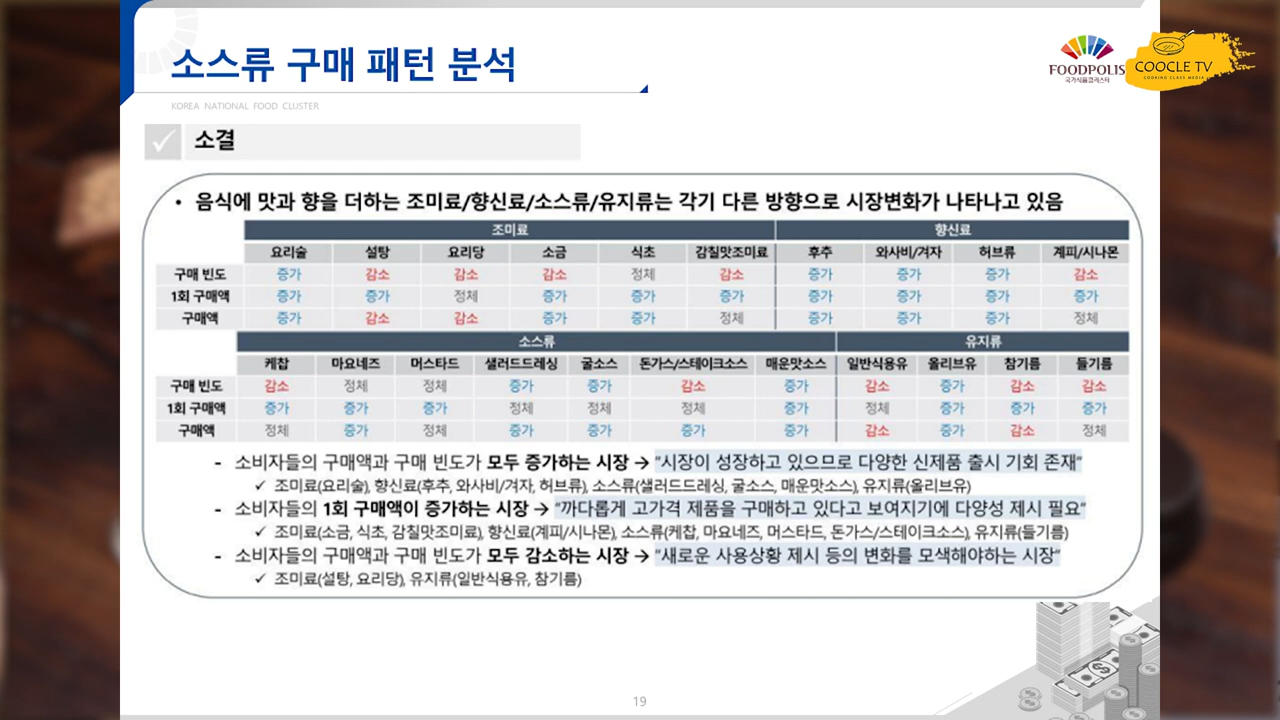 소스류 구매 패턴 분석
FOODPOLIS
국가식품클러스터
COOCLE TV
COOKING CLASS MEDIA
KOREA NATIONAL FOOD CLUSTER
소결
• 음식에 맛과 향을 더하는 조미료/향신료/소스류/유지류는 각기 다른 방향으로 시장변화가 나타나고 있음
조미료 향신료
요리술 설탕 요리당 소금 식초 감칠맛조미료 후추 와사비/겨자 허브류 계피/시나몬
구매 빈도 증가 감소 감소 감소 정체 감소 증가 증가 증가 감소
1회 구매액 증가 증가 정체 증가 증가 증가 증가 증가 증가 증가
구매액 증가 감소 감소 증가 증가 정체 증가 증가 증가 정체
소스류 유지류
케찹 마요네즈 머스타드 샐러드드레싱 굴소스 돈가스/스테이크소스 매운맛소스 일반식용유 올리브유 참기름 들기름
구매 빈도 감소 정체 정체 증가 증가 감소 증가 감소 증가 감소 감소
1회 구매액 증가 증가 증가 정체 정체 정체 증가 정체 증가 증가 증가
구매액 정체 증가 정체 증가 증가 증가 증가 감소 증가 감소 정체
- 소비자들의 구매액과 구매 빈도가 모두 증가하는 시장 → "시장이 성장하고 있으므로 다양한 신제품 출시 기회 존재"
✓ 조미료(요리술), 향신료(후추, 와사비/겨자, 허브류), 소스류(샐러드드레싱, 굴소스, 매운맛소스), 유지류(올리브유)
- 소비자들의 1회 구매액이 증가하는 시장 → "까다롭게 고가격 제품을 구매하고 있다고 보여지기에 다양성 제시 필요"
✓ 조미료(소금, 식초, 감칠맛조미료), 향신료(계피/시나몬), 소스류(케찹, 마요네즈, 머스타드, 돈가스/스테이크소스), 유지류(들기름)
- 소비자들의 구매액과 구매 빈도가 모두 감소하는 시장 → "새로운 사용상황 제시 등의 변화를 모색해야하는 시장"
✓ 조미료(설탕, 요리당), 유지류(일반식용유, 참기름)
19